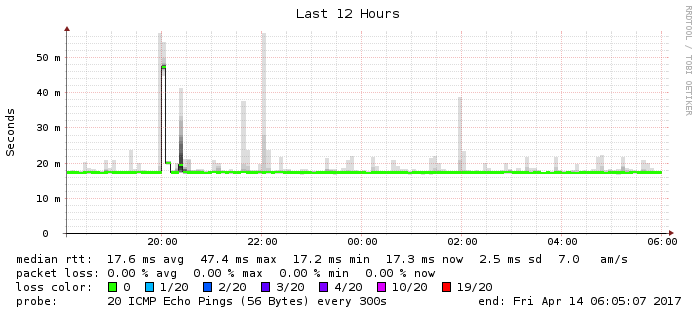 Last 12 Hours
RRDTOOL / TOBI OETIKER
Seconds
50 m
40 m
30 m
20 m
10 m
0
20:00 22:00 00:00 02:00 04:00 06:00
median rtt: 17.6 ms avg 47.4 ms max 17.2 ms min 17.3 ms now 2.5 ms sd 7.0 am/s
packet loss: 0.00 % avg 0.00 % max 0.00 % min 0.00 % now
loss color: 0 1/20 2/20 3/20 4/20 10/20 19/20
probe: 20 ICMP Echo Pings (56 Bytes) every 300s end: Fri Apr 14 06:05:07 2017